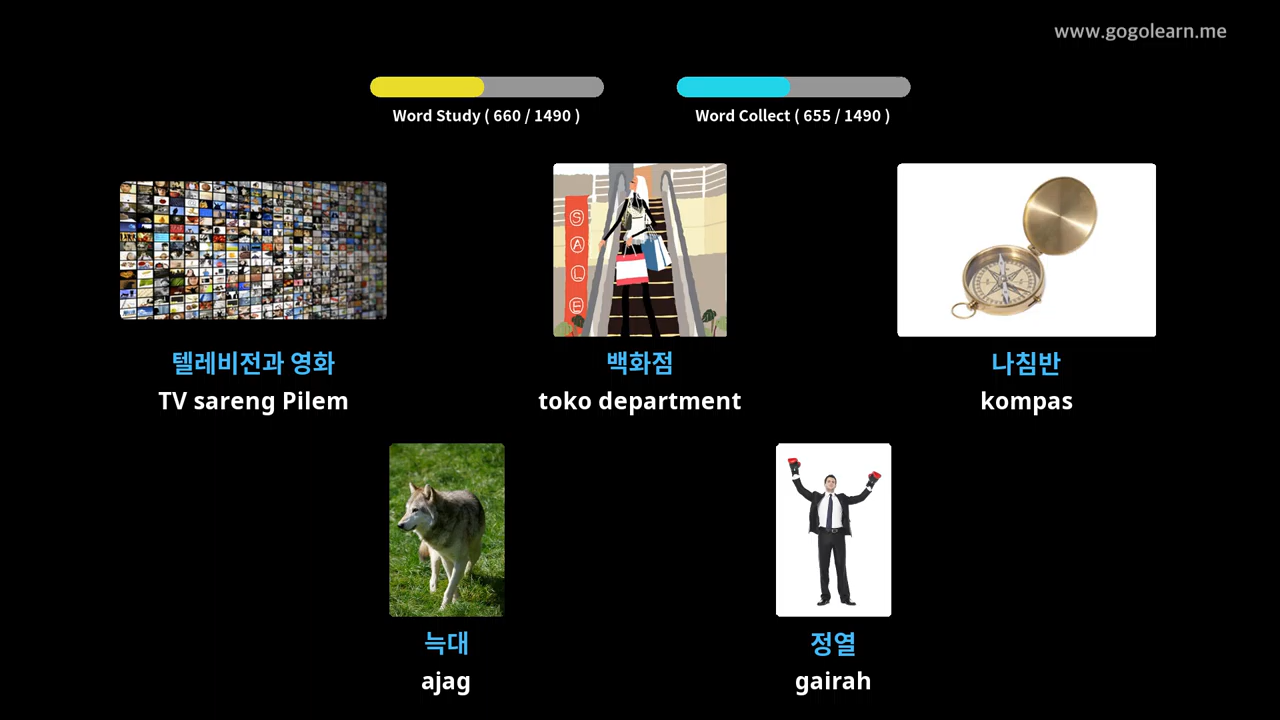 www.gogolearn.me
Word Study ( 660 / 1490 )
Word Collect ( 655 / 1490 )
SALE
텔레비전과 영화
TV sareng Pilem
백화점
toko department
나침반
kompas
늑대
ajag
정열
gairah